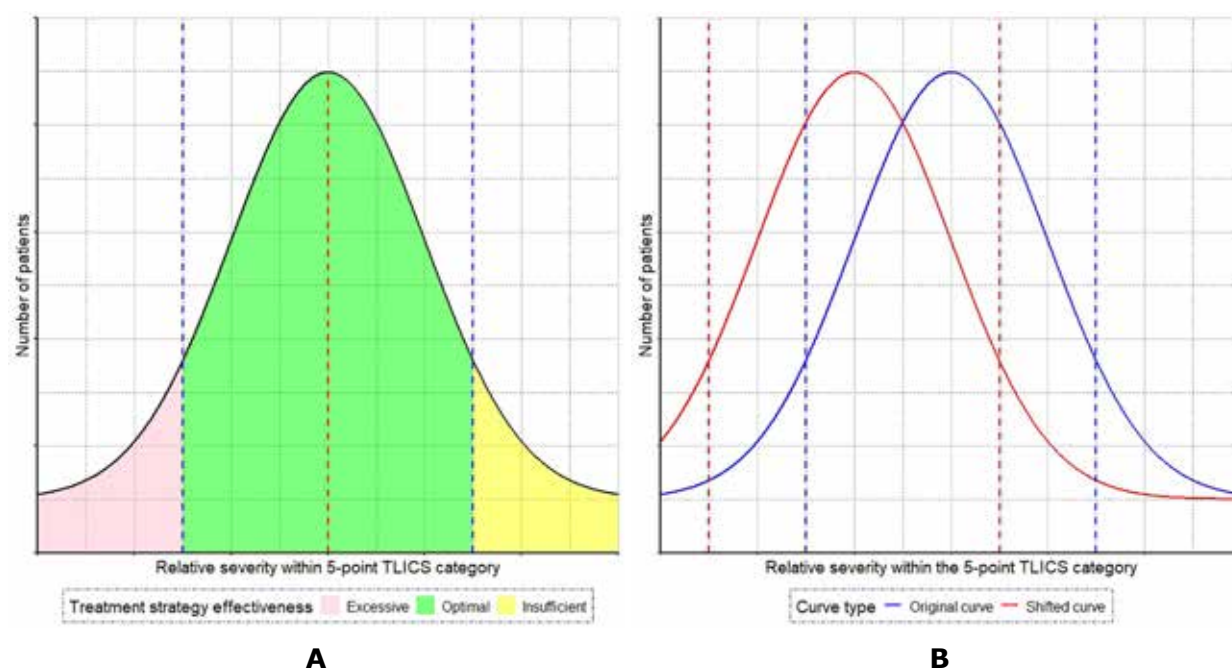 Number of patients
Relative severity within 5-point TLICS category
Treatment strategy effectiveness Excessive Optimal Insufficient
A
Number of patients
Relative severity within the 5-point TLICS category
Curve type Original curve Shifted curve
B